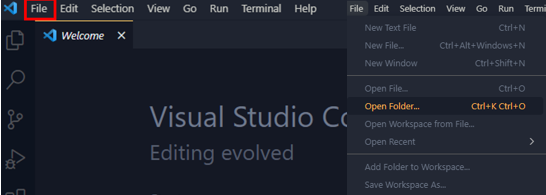 File Edit Selection View Go Run Terminal Help
Welcome
Visual Studio Co
Editing evolved
File Edit Selection View Go Run Termi
New Text File Ctrl+N
New File... Ctrl+Alt+Windows+N
New Window Ctrl+Shift+N
Open File... Ctrl+O
Open Folder... Ctrl+K Ctrl+O
Open Workspace from File...
Open Recent
Add Folder to Workspace...
Save Workspace As...